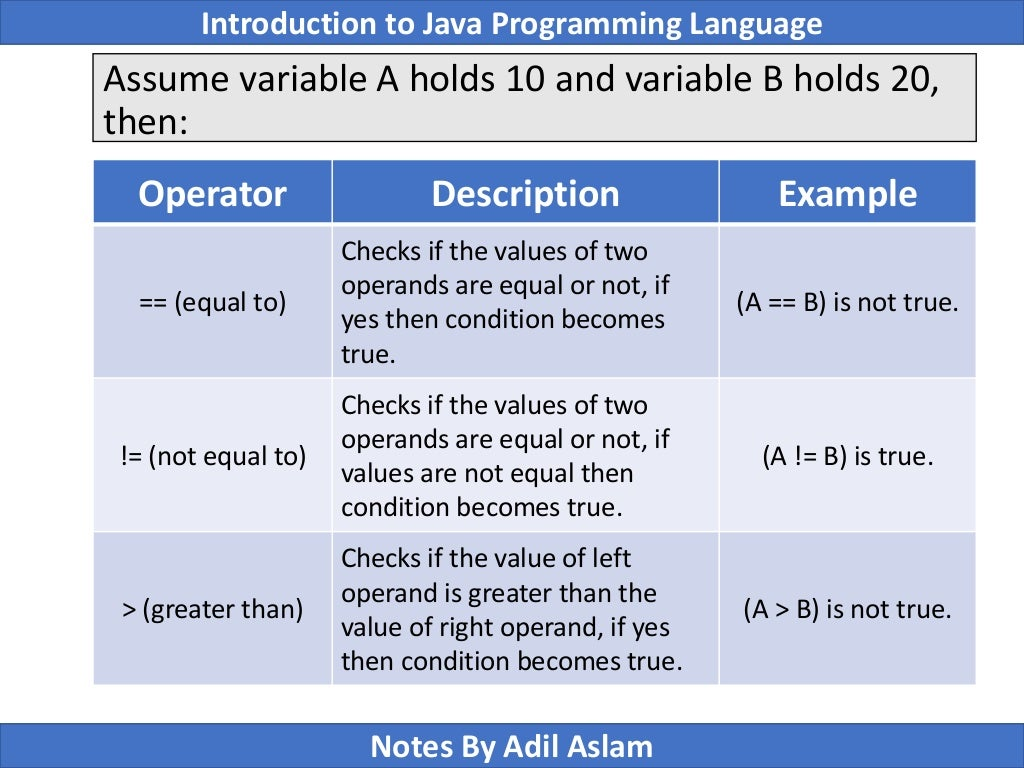 Introduction to Java Programming Language
Assume variable A holds 10 and variable B holds 20,
then:
Operator
Description
Example
== (equal to)
Checks if the values of two
operands are equal or not, if
yes then condition becomes
true.
(A == B) is not true.
!= (not equal to)
Checks if the values of two
operands are equal or not, if
values are not equal then
condition becomes true.
(A != B) is true.
> (greater than)
Checks if the value of left
operand is greater than the
value of right operand, if yes
then condition becomes true.
(A > B) is not true.
Notes By Adil Aslam